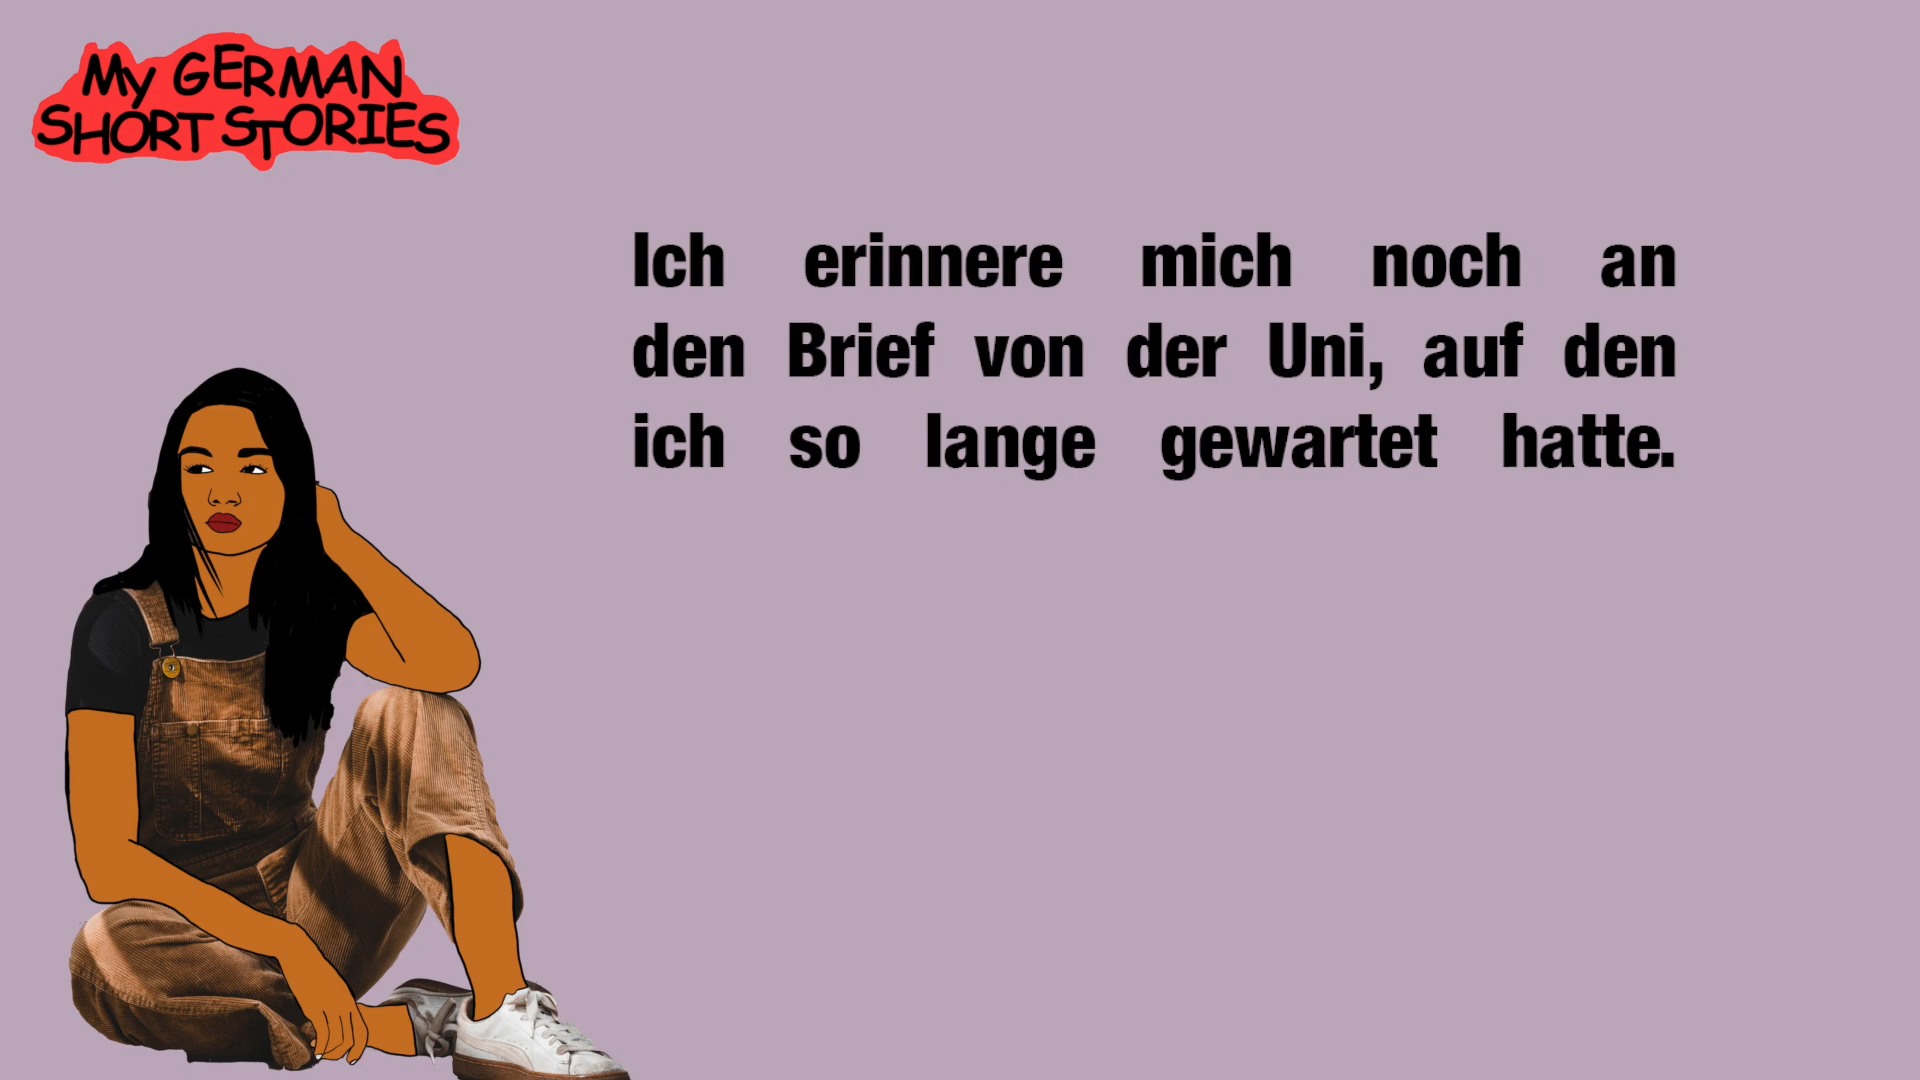 My GERMAN
SHORT STORIES
Ich erinnere mich noch an
den Brief von der Uni, auf den
ich so lange gewartet hatte.